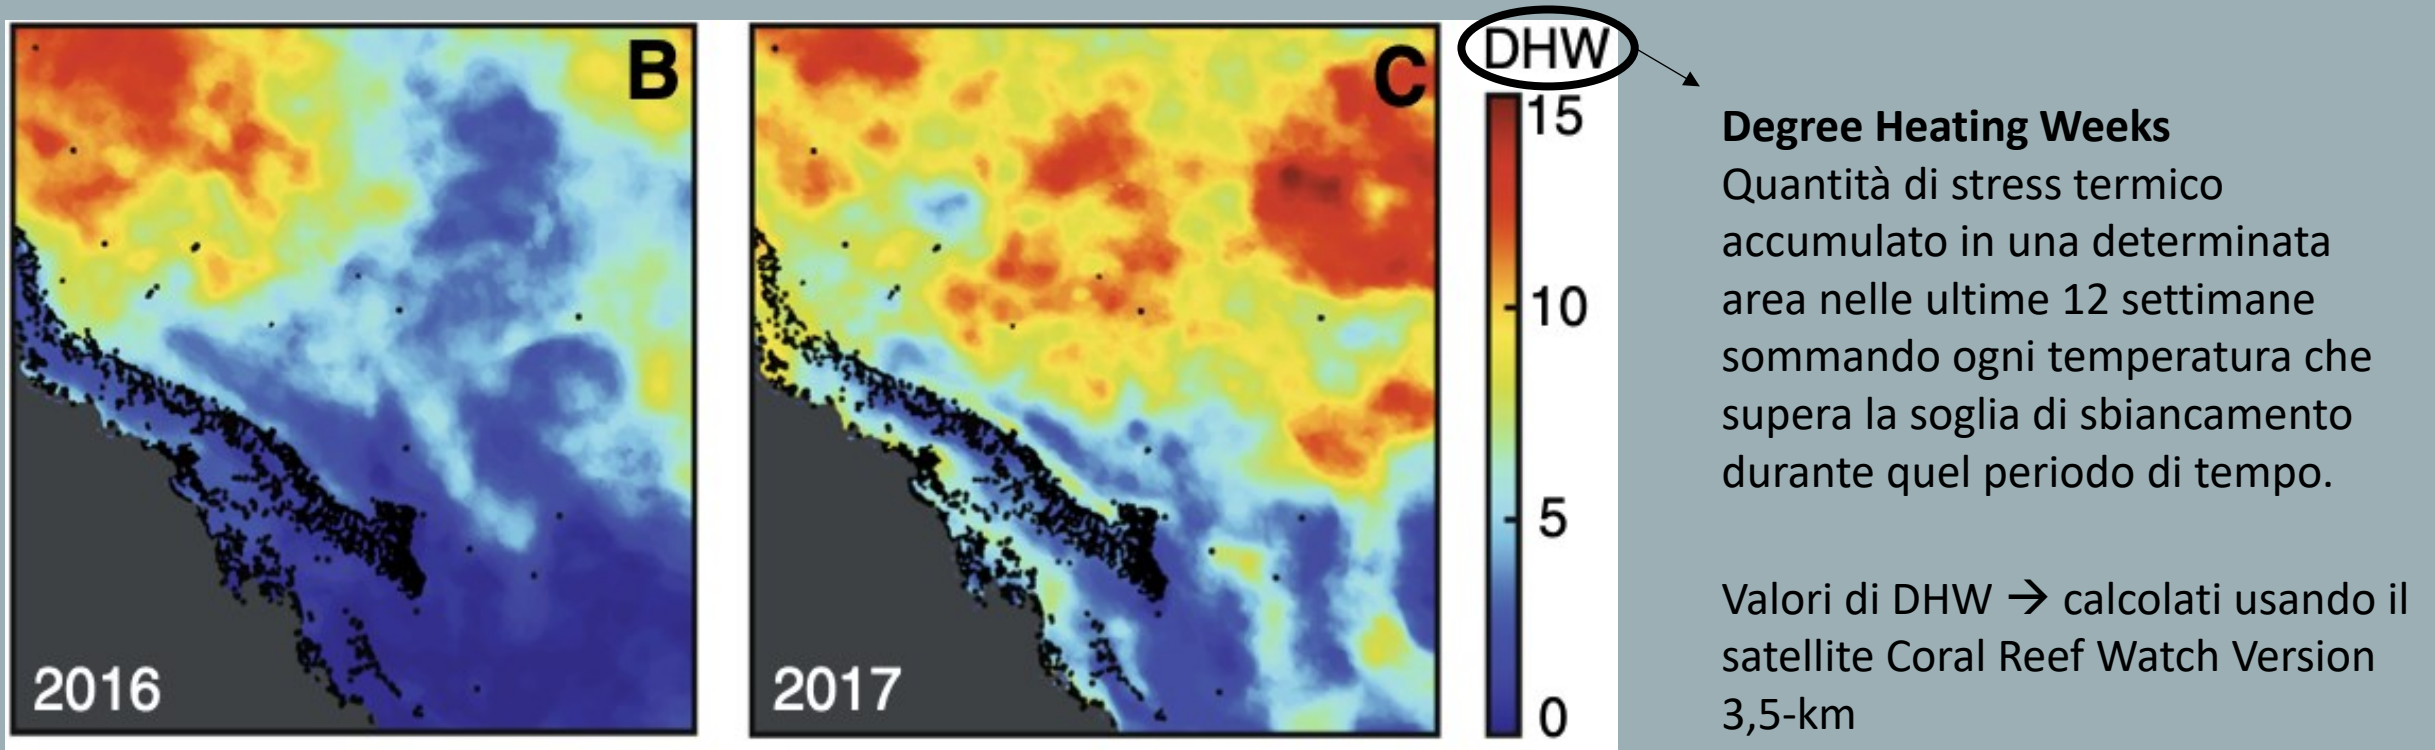 B
2016
C
2017
DHW
15
10
5
0
Degree Heating Weeks
Quantità di stress termico
accumulato in una determinata
area nelle ultime 12 settimane
sommando ogni temperatura che
supera la soglia di sbiancamento
durante quel periodo di tempo.
Valori di DHW → calcolati usando il
satellite Coral Reef Watch Version
3,5-km